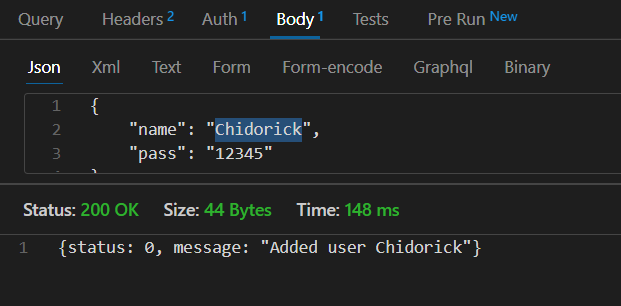 Query Headers 2 Auth 1 Body 1 Tests Pre Run New
Json Xml Text Form Form-encode Graphql Binary
1 {
2 "name": "Chidorick",
3 "pass": "12345"
Status: 200 OK Size: 44 Bytes Time: 148 ms
1 {status: 0, message: "Added user Chidorick"}